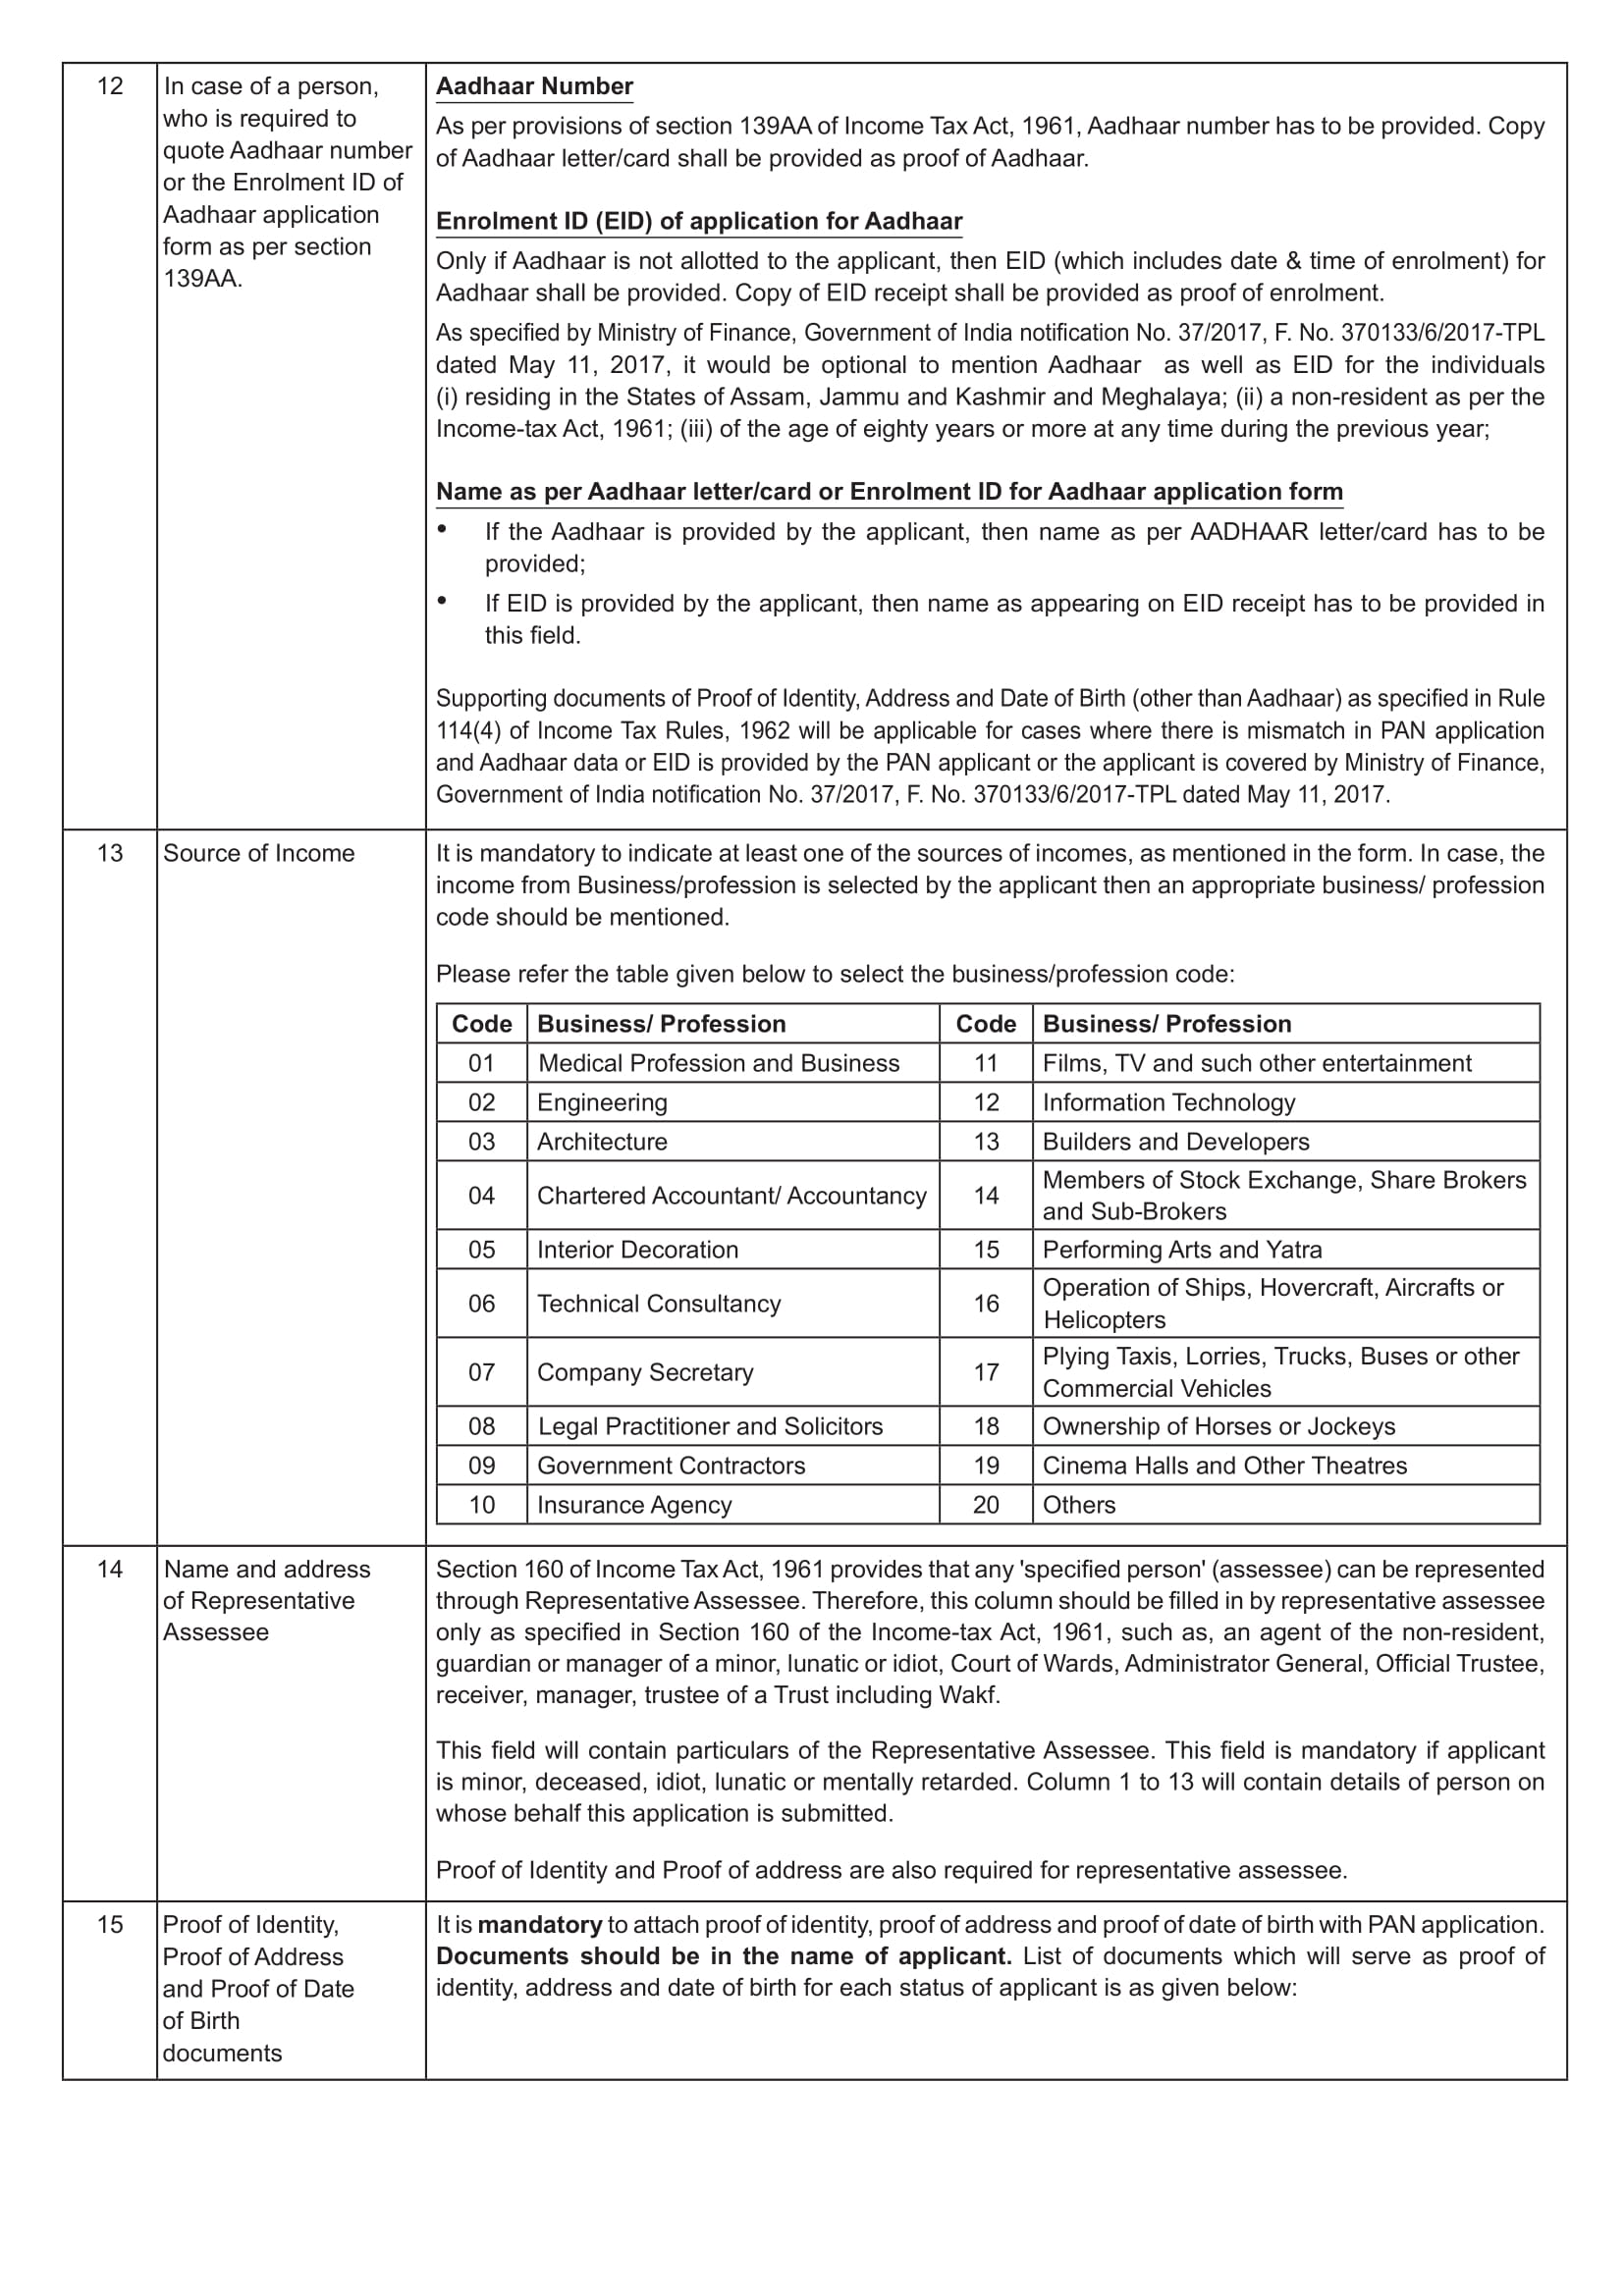 12
In case of a person,
who is required to
quote Aadhaar number
or the Enrolment ID of
Aadhaar application
form as per section
139AA.
Aadhaar Number
As per provisions of section 139AA of Income Tax Act, 1961, Aadhaar number has to be provided. Copy
of Aadhaar letter/card shall be provided as proof of Aadhaar.
Enrolment ID (EID) of application for Aadhaar
Only if Aadhaar is not allotted to the applicant, then EID (which includes date & time of enrolment) for
Aadhaar shall be provided. Copy of EID receipt shall be provided as proof of enrolment.
As specified by Ministry of Finance, Government of India notification No. 37/2017, F. No. 370133/6/2017-TPL
dated May 11, 2017, it would be optional to mention Aadhaar as well as EID for the individuals
(i) residing in the States of Assam, Jammu and Kashmir and Meghalaya; (ii) a non-resident as per the
Income-tax Act, 1961; (iii) of the age of eighty years or more at any time during the previous year;
Name as per Aadhaar letter/card or Enrolment ID for Aadhaar application form
• If the Aadhaar is provided by the applicant, then name as per AADHAAR letter/card has to be
provided;
• If EID is provided by the applicant, then name as appearing on EID receipt has to be provided in
this field.
Supporting documents of Proof of Identity, Address and Date of Birth (other than Aadhaar) as specified in Rule
114(4) of Income Tax Rules, 1962 will be applicable for cases where there is mismatch in PAN application
and Aadhaar data or EID is provided by the PAN applicant or the applicant is covered by Ministry of Finance,
Government of India notification No. 37/2017, F. No. 370133/6/2017-TPL dated May 11, 2017.
13
Source of Income
It is mandatory to indicate at least one of the sources of incomes, as mentioned in the form. In case, the
income from Business/profession is selected by the applicant then an appropriate business/ profession
code should be mentioned.
Please refer the table given below to select the business/profession code:
Code Business/ Profession Code Business/ Profession
01 Medical Profession and Business 11 Films, TV and such other entertainment
02 Engineering 12 Information Technology
03 Architecture 13 Builders and Developers
04 Chartered Accountant/ Accountancy 14 Members of Stock Exchange, Share Brokers
and Sub-Brokers
05 Interior Decoration 15 Performing Arts and Yatra
06 Technical Consultancy 16 Operation of Ships, Hovercraft, Aircrafts or
Helicopters
07 Company Secretary 17 Plying Taxis, Lorries, Trucks, Buses or other
Commercial Vehicles
08 Legal Practitioner and Solicitors 18 Ownership of Horses or Jockeys
09 Government Contractors 19 Cinema Halls and Other Theatres
10 Insurance Agency 20 Others
14
Name and address
of Representative
Assessee
Section 160 of Income Tax Act, 1961 provides that any 'specified person' (assessee) can be represented
through Representative Assessee. Therefore, this column should be filled in by representative assessee
only as specified in Section 160 of the Income-tax Act, 1961, such as, an agent of the non-resident,
guardian or manager of a minor, lunatic or idiot, Court of Wards, Administrator General, Official Trustee,
receiver, manager, trustee of a Trust including Wakf.
This field will contain particulars of the Representative Assessee. This field is mandatory if applicant
is minor, deceased, idiot, lunatic or mentally retarded. Column 1 to 13 will contain details of person on
whose behalf this application is submitted.
Proof of Identity and Proof of address are also required for representative assessee.
15
Proof of Identity,
Proof of Address
and Proof of Date
of Birth
documents
It is mandatory to attach proof of identity, proof of address and proof of date of birth with PAN application.
Documents should be in the name of applicant. List of documents which will serve as proof of
identity, address and date of birth for each status of applicant is as given below: